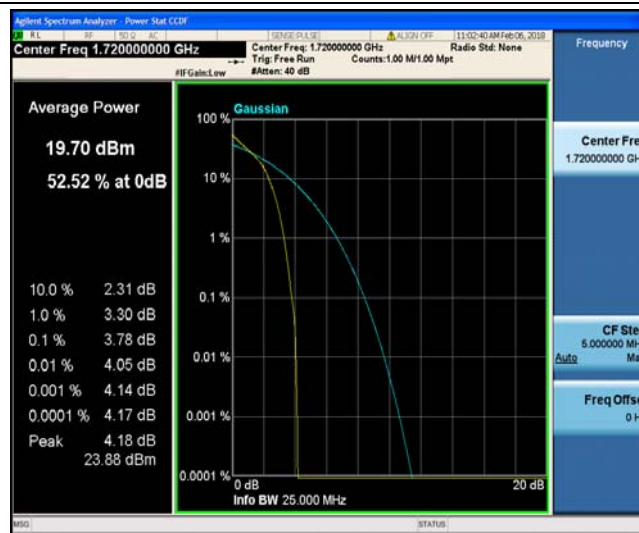 Agilent Spectrum Analyzer - Power Stat CCDF
RL RF 50 Ω AC SENSE:PULSE ALIGN OFF 11:02:40 AM Feb 06, 2018
Center Freq 1.720000000 GHz
Center Freq: 1.720000000 GHz Radio Std: None
Trig: Free Run Counts:1.00 M/1.00 Mpt
#IFGain:Low #Atten: 40 dB
Frequency
Average Power
19.70 dBm
52.52 % at 0dB
10.0 % 2.31 dB
1.0 % 3.30 dB
0.1 % 3.78 dB
0.01 % 4.05 dB
0.001 % 4.14 dB
0.0001 % 4.17 dB
Peak 4.18 dB
23.88 dBm
Gaussian
100 %
10 %
1 %
0.1 %
0.01 %
0.001 %
0.0001 %
0 dB 20 dB
Info BW 25.000 MHz
Center Fre
1.720000000 GH
CF Ste
5.000000 MH
Auto Ma
Freq Offse
0 H
MSG STATUS